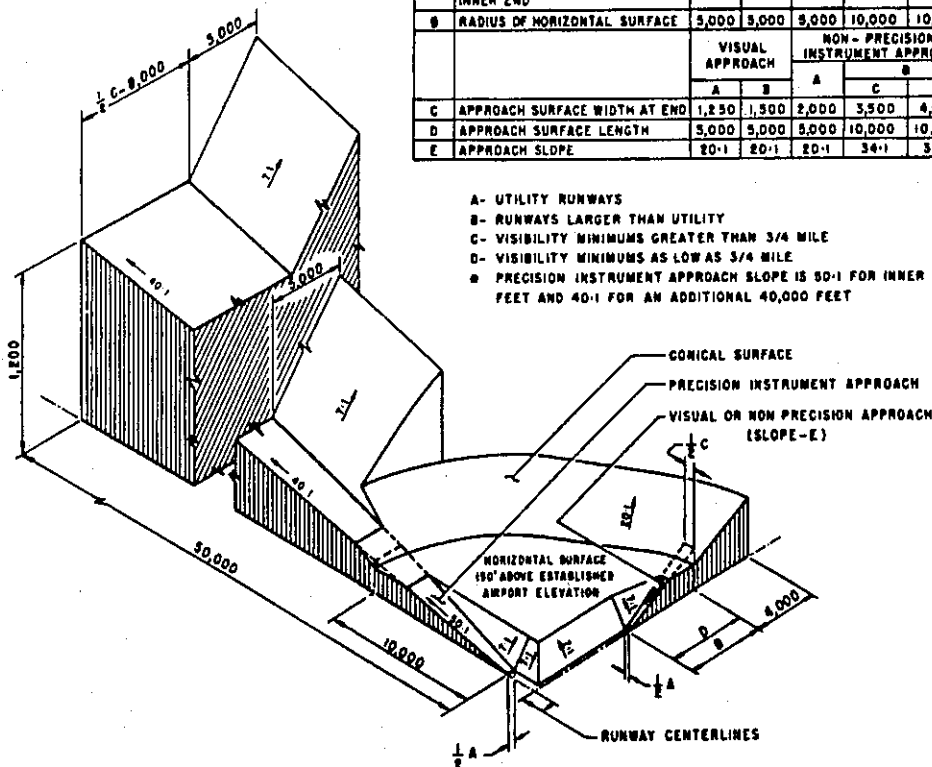 INNER END
RADIUS OF HORIZONTAL SURFACE 5,000 5,000 5,000 10,000 10
VISUAL APPROACH
NON - PRECISION
INSTRUMENT APPRO
A
B
A B C
C APPROACH SURFACE WIDTH AT END 1,250 1,500 2,000 3,500 4,
D APPROACH SURFACE LENGTH 5,000 5,000 5,000 10,000 10,
E APPROACH SLOPE 20:1 20:1 20:1 34:1 3
A- UTILITY RUNWAYS
B- RUNWAYS LARGER THAN UTILITY
C- VISIBILITY MINIMUMS GREATER THAN 3/4 MILE
D- VISIBILITY MINIMUMS AS LOW AS 3/4 MILE
PRECISION INSTRUMENT APPROACH SLOPE IS 50:1 FOR INNER
FEET AND 40:1 FOR AN ADDITIONAL 40,000 FEET
5,000
½ C-8,000
7:1
40:1
5,000
1,200
7:1
40:1
50,000
CONICAL SURFACE
PRECISION INSTRUMENT APPROACH
VISUAL OR NON PRECISION APPROACH
(SLOPE-E)
½ C
20:1
HORIZONTAL SURFACE
150' ABOVE ESTABLISHED
AIRPORT ELEVATION
50:1
7:1
7:1
7:1
7:1
10,000
4,000
D
B
½ A
½ A
RUNWAY CENTERLINES